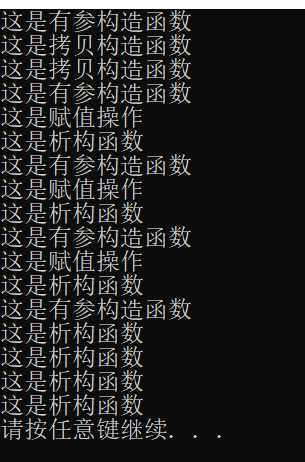 这是有参构造函数
这是拷贝构造函数
这是拷贝构造函数
这是有参构造函数
这是赋值操作
这是析构函数
这是有参构造函数
这是赋值操作
这是析构函数
这是有参构造函数
这是赋值操作
这是析构函数
这是有参构造函数
这是析构函数
这是析构函数
这是析构函数
这是析构函数
请按任意键继续. . .